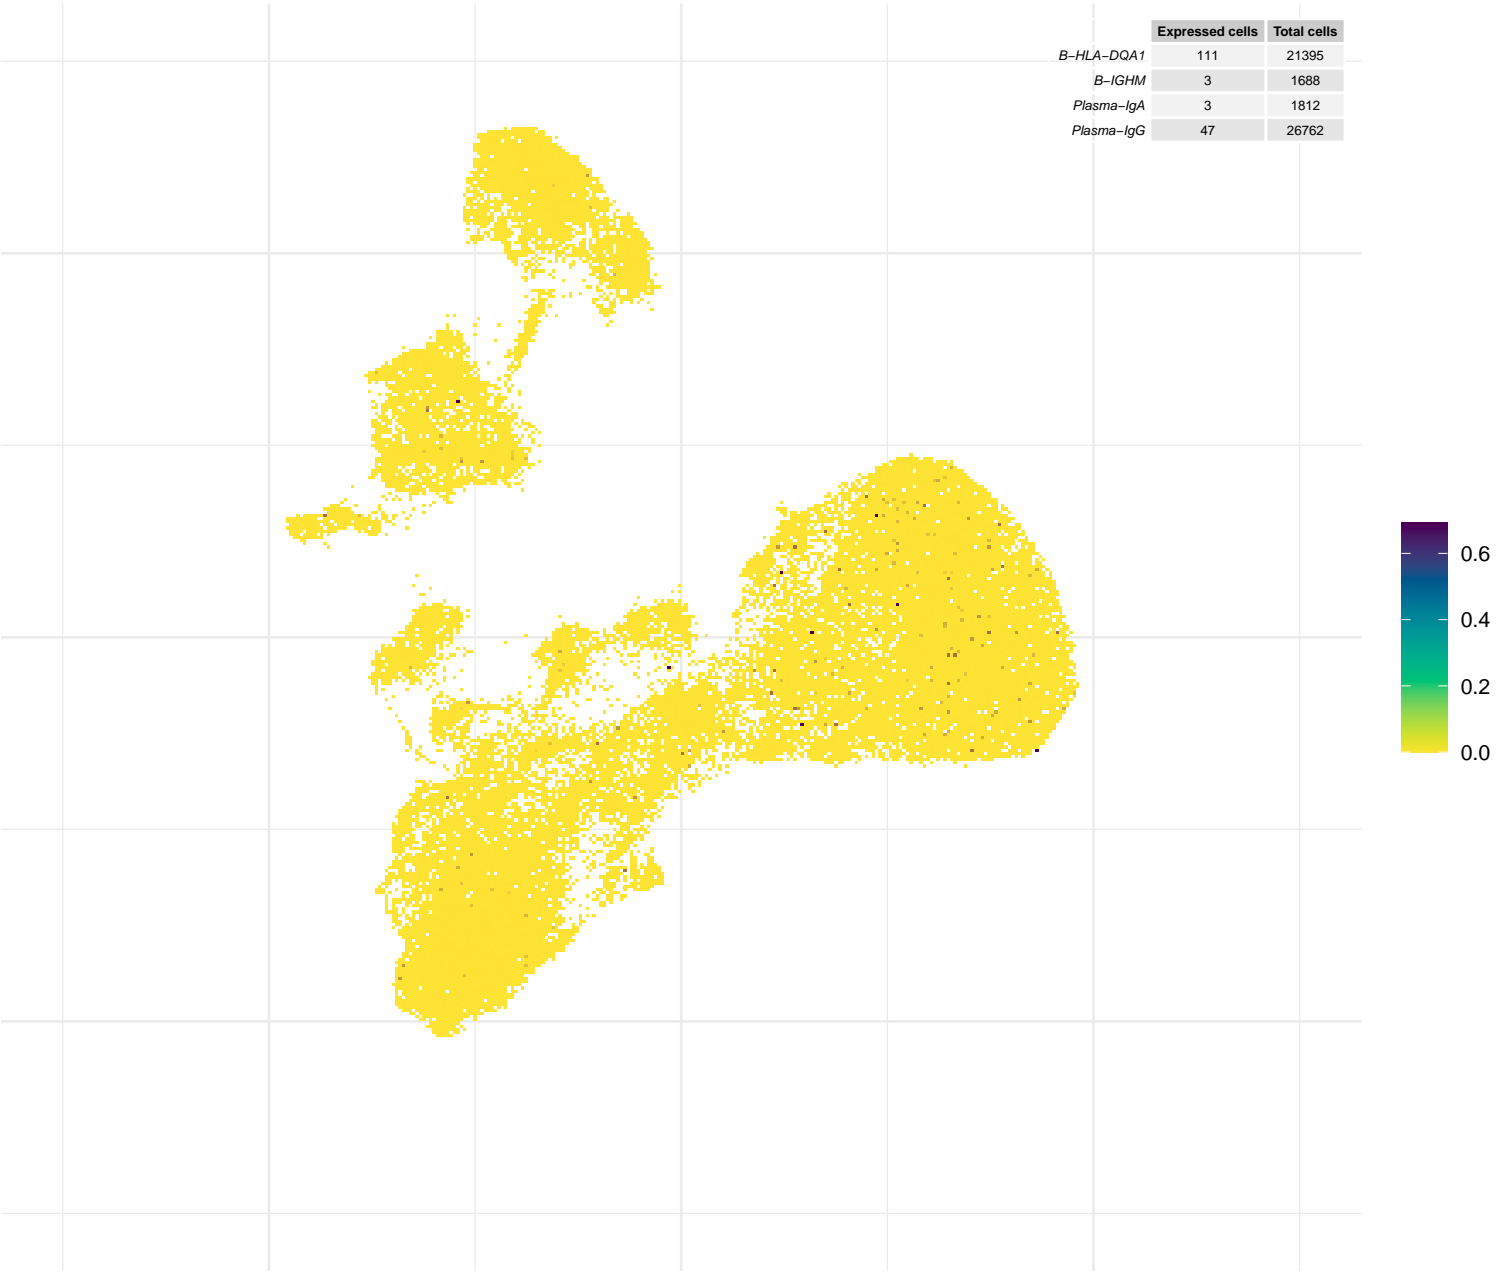 Expressed cells Total cells
B−HLA−DQA1 111 21395
B−IGHM 3 1688
Plasma−IgA 3 1812
Plasma−IgG 47 26762
0.6
0.4
0.2
0.0